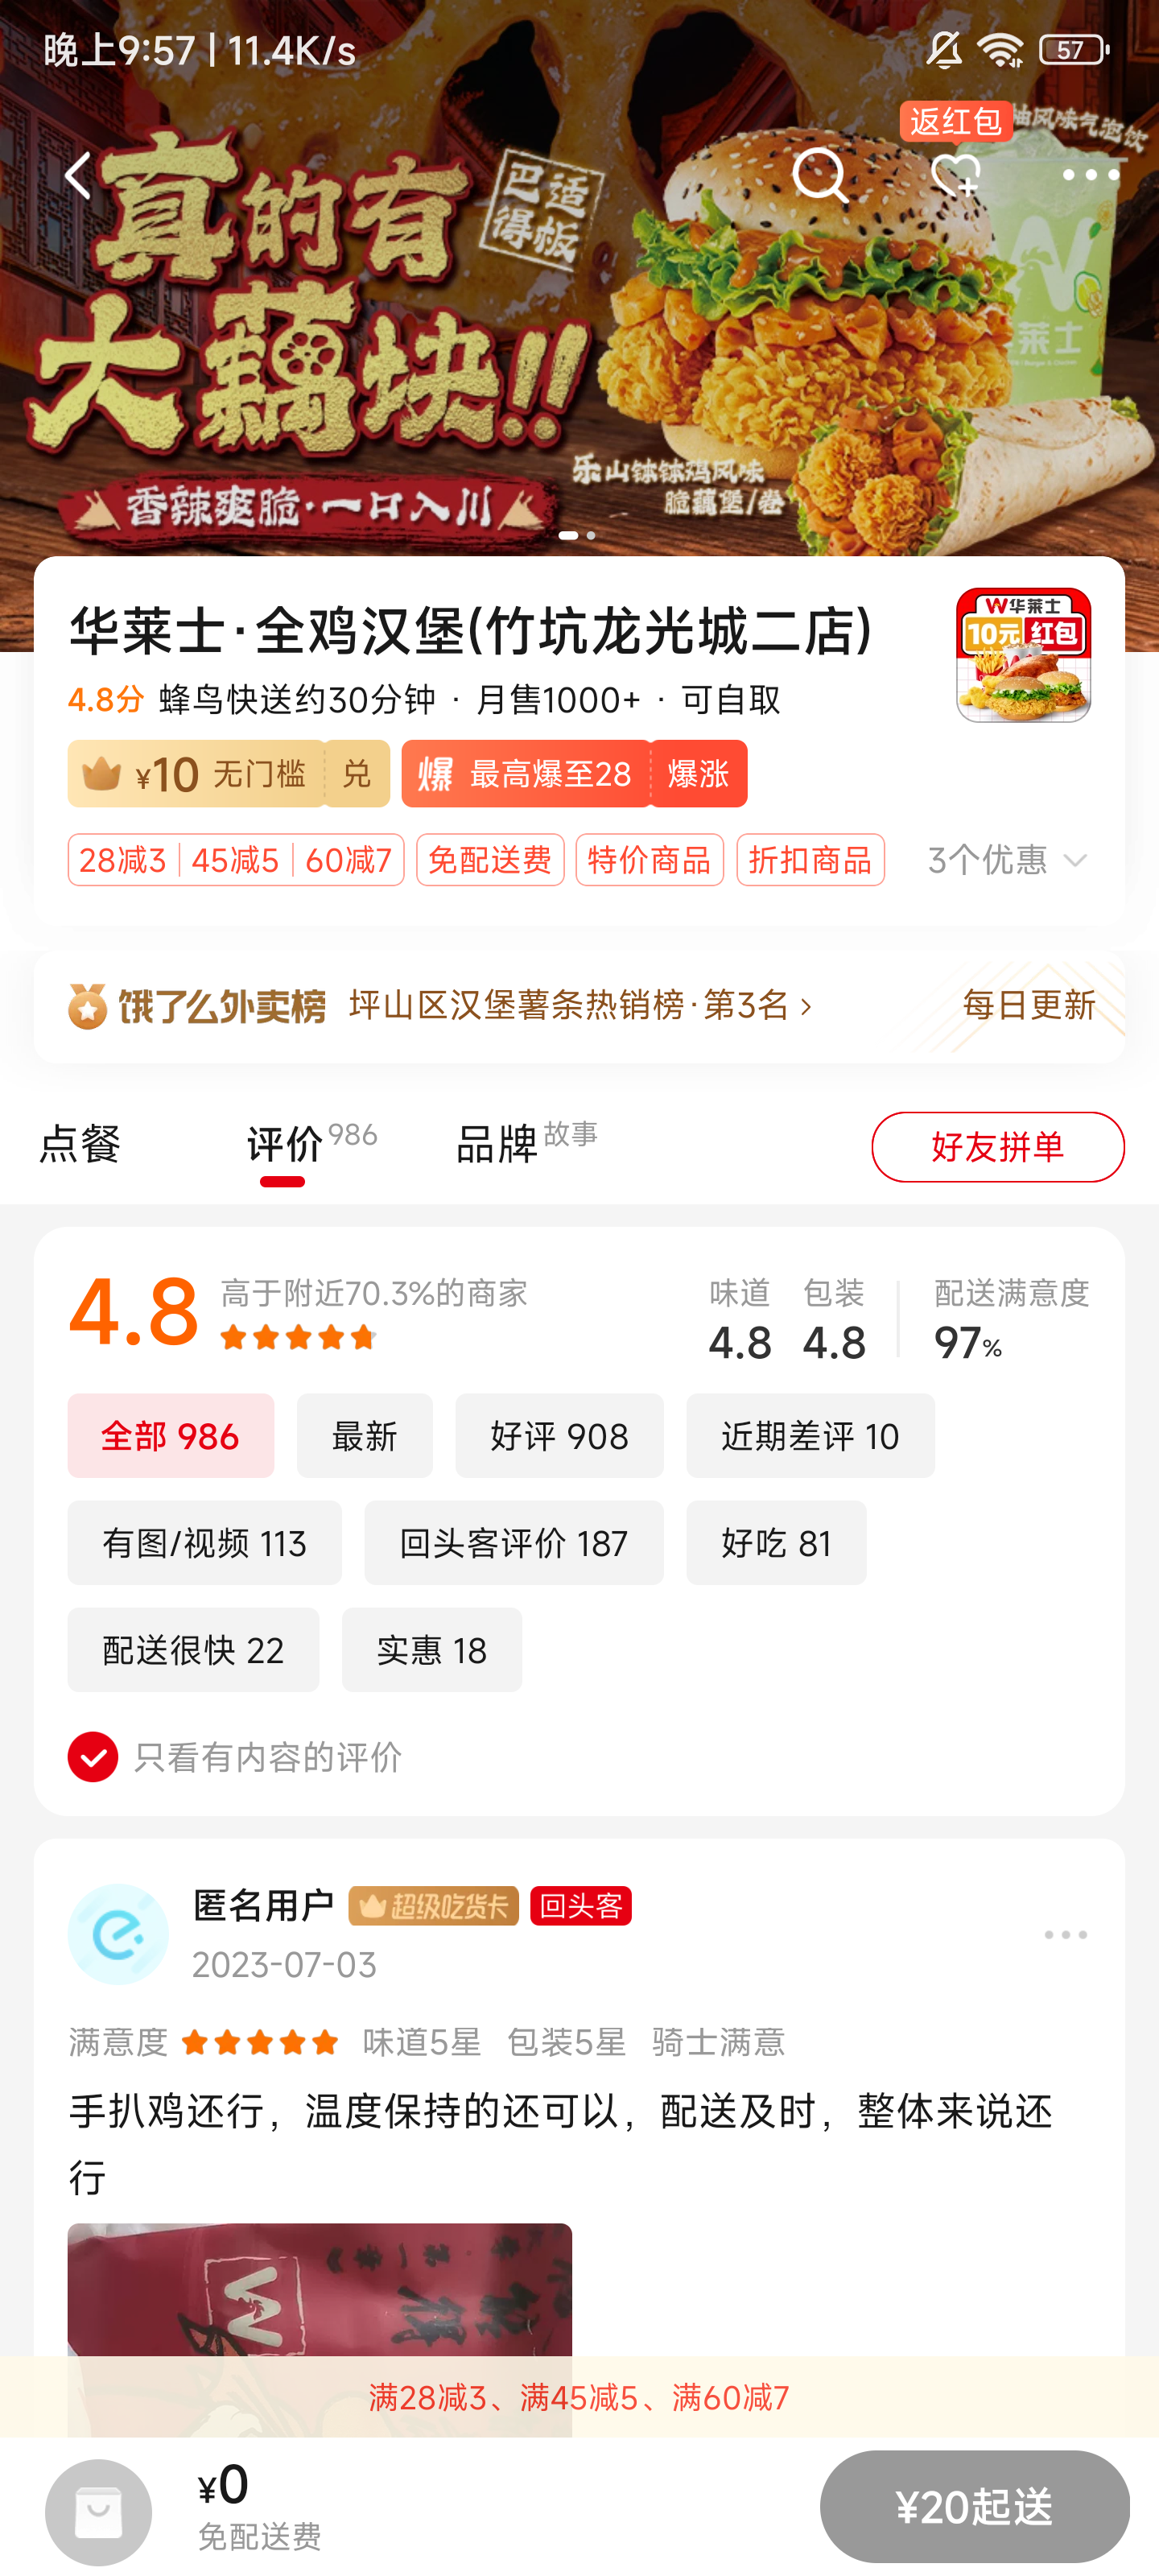 晚上9:57 | 11.4K/s
57
返红包
柚风味气泡饮
真的有
巴适
得板
大藕块!!
莱士
乐山钵钵鸡风味
脆藕堡/卷
香辣爽脆·一口入川
华莱士·全鸡汉堡(竹坑龙光城二店)
W华莱士
10元 红包
4.8分 蜂鸟快送约30分钟 · 月售1000+ · 可自取
¥10 无门槛 兑
爆 最高爆至28 爆涨
28减3 45减5 60减7 免配送费 特价商品 折扣商品 3个优惠
饿了么外卖榜 坪山区汉堡薯条热销榜·第3名 > 每日更新
点餐 评价 986 品牌 故事 好友拼单
4.8 高于附近70.3%的商家
味道 包装 配送满意度
4.8 4.8 97%
全部 986 最新 好评 908 近期差评 10
有图/视频 113 回头客评价 187 好吃 81
配送很快 22 实惠 18
只看有内容的评价
匿名用户 超级吃货卡 回头客
2023-07-03
满意度 味道5星 包装5星 骑士满意
手扒鸡还行，温度保持的还可以，配送及时，整体来说还
行
W
满28减3、满45减5、满60减7
¥0
免配送费
¥20起送